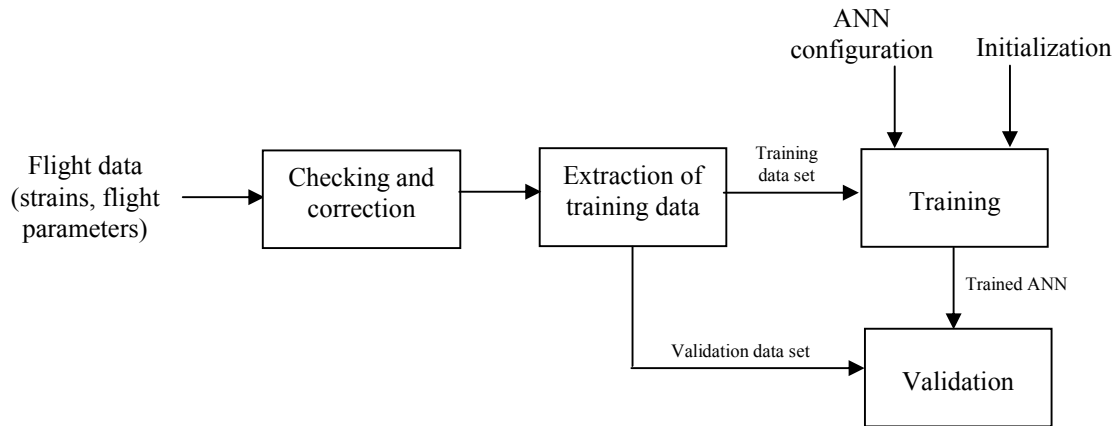 ANN
configuration
Initialization
Flight data
(strains, flight
parameters)
Checking and
correction
Extraction of
training data
Training
data set
Training
Trained ANN
Validation data set
Validation